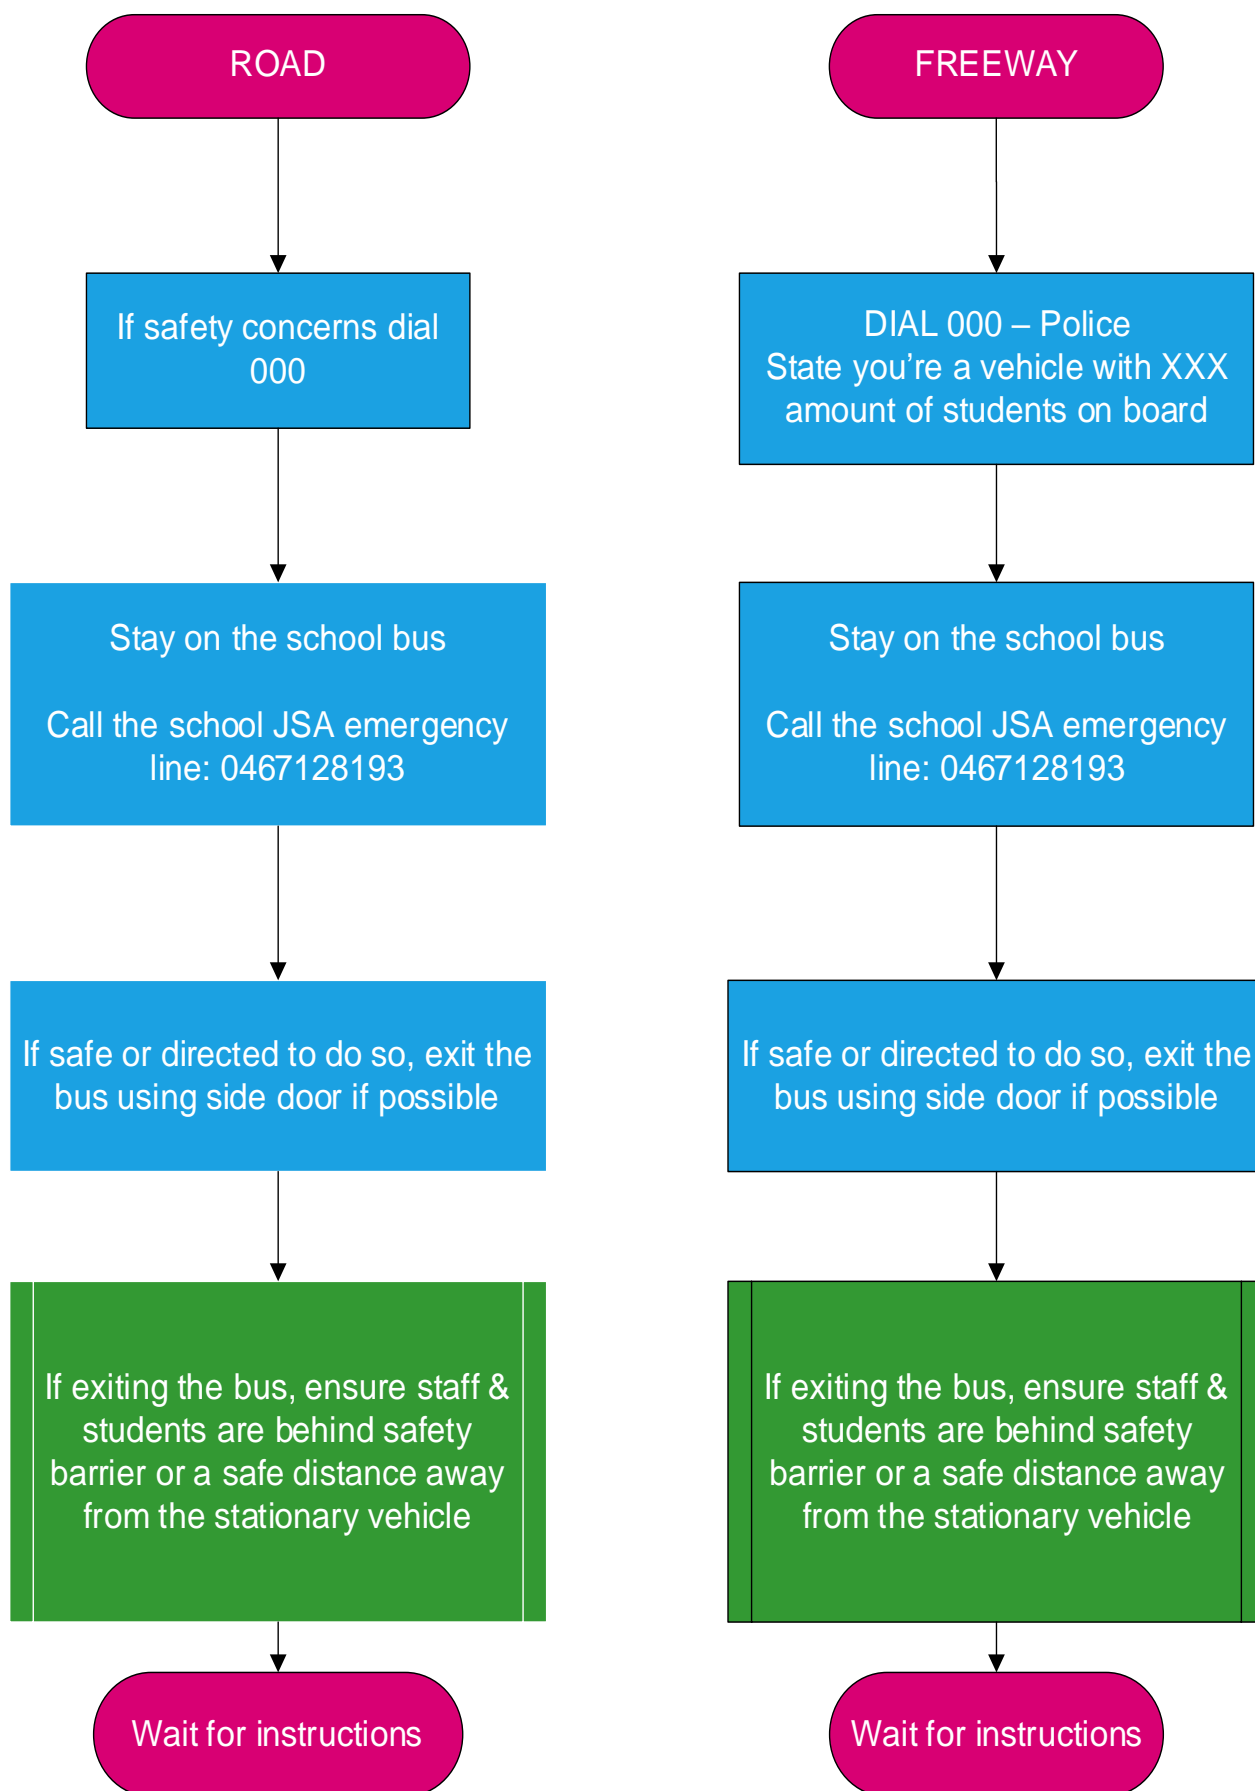 ROAD
If safety concerns dial
000
Stay on the school bus
Call the school JSA emergency
line: 0467128193
If safe or directed to do so, exit the
bus using side door if possible
If exiting the bus, ensure staff &
students are behind safety
barrier or a safe distance away
from the stationary vehicle
Wait for instructions
FREEWAY
DIAL 000 – Police
State you’re a vehicle with XXX
amount of students on board
Stay on the school bus
Call the school JSA emergency
line: 0467128193
If safe or directed to do so, exit the
bus using side door if possible
If exiting the bus, ensure staff &
students are behind safety
barrier or a safe distance away
from the stationary vehicle
Wait for instructions